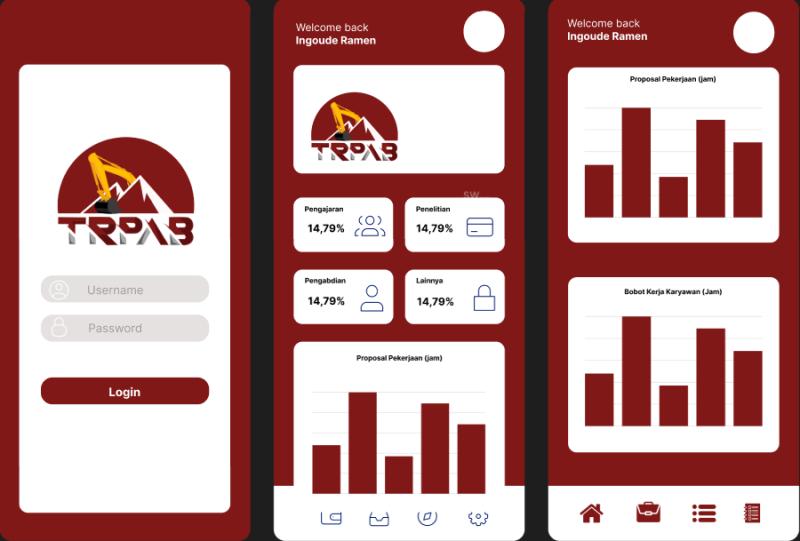 TRPAB
Username
Password
Login
Welcome back
Ingoude Ramen
TRPAB
SW
Pengajaran
14,79%
Penelitian
14,79%
Pengabdian
14,79%
Lainnya
14,79%
Proposal Pekerjaan (jam)
Welcome back
Ingoude Ramen
Proposal Pekerjaan (jam)
Bobot Kerja Karyawan (Jam)